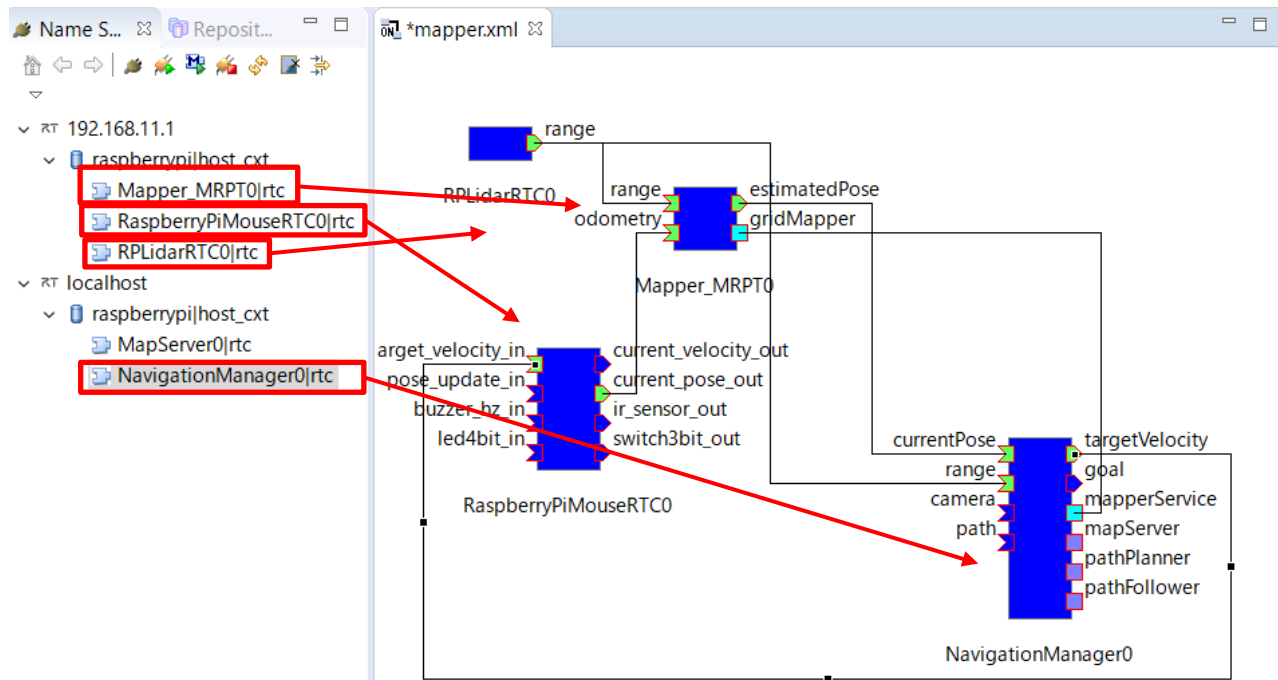 Name S...
Reposit...
*mapper.xml
RT 192.168.11.1
raspberrypi|host_cxt
Mapper_MRPT0|rtc
RaspberryPiMouseRTC0|rtc
RPLidarRTC0|rtc
RT localhost
raspberrypi|host_cxt
MapServer0|rtc
NavigationManager0|rtc
range
RPLidarRTC0
range
odometry
estimatedPose
gridMapper
Mapper_MRPT0
arget_velocity_in
pose_update_in
buzzer_hz_in
led4bit_in
current_velocity_out
current_pose_out
ir_sensor_out
switch3bit_out
RaspberryPiMouseRTC0
currentPose
range
camera
path
targetVelocity
goal
mapperService
mapServer
pathPlanner
pathFollower
NavigationManager0